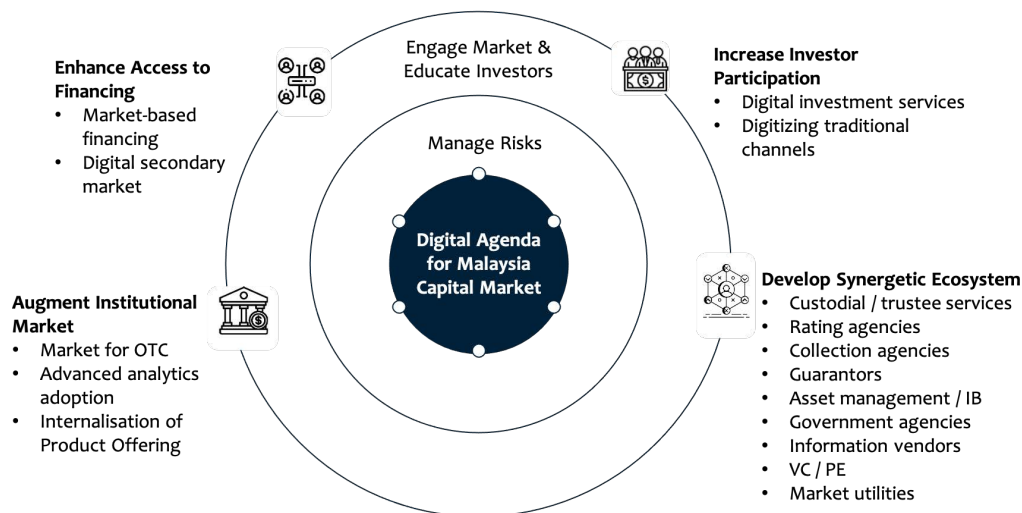 Engage Market &
Educate Investors
Manage Risks
Digital Agenda
for Malaysia
Capital Market
Enhance Access to
Financing
• Market-based
financing
• Digital secondary
market
Increase Investor
Participation
• Digital investment services
• Digitizing traditional
channels
Augment Institutional
Market
• Market for OTC
• Advanced analytics
adoption
• Internalisation of
Product Offering
Develop Synergetic Ecosystem
• Custodial / trustee services
• Rating agencies
• Collection agencies
• Guarantors
• Asset management / IB
• Government agencies
• Information vendors
• VC / PE
• Market utilities